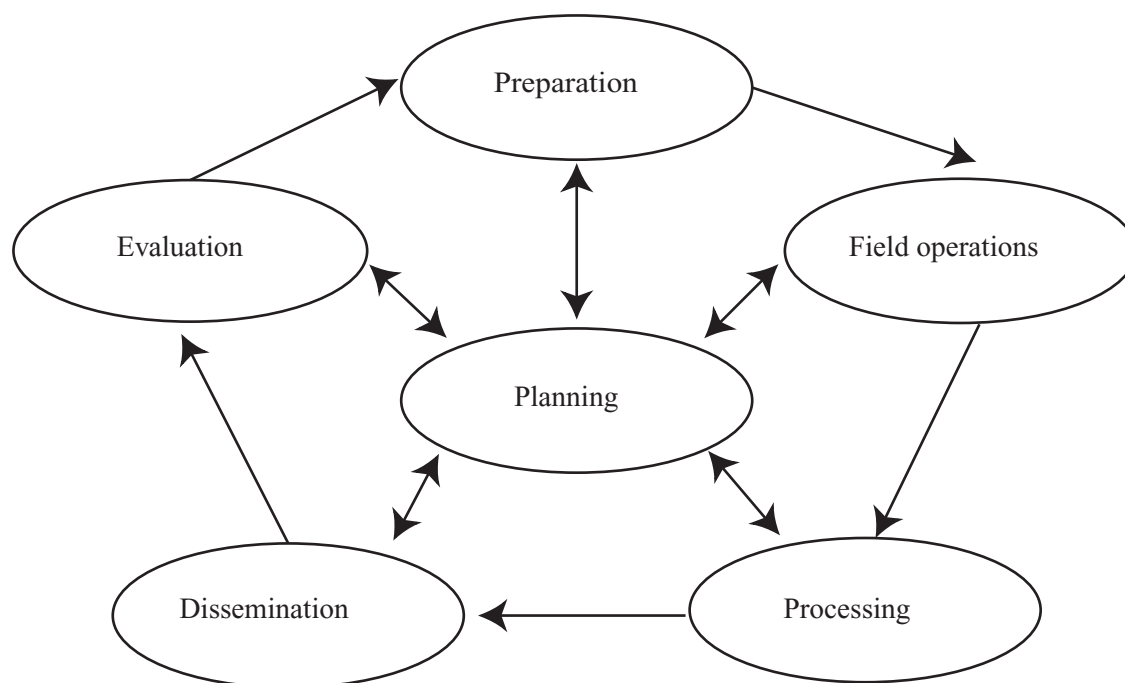 Preparation
Evaluation
Field operations
Planning
Dissemination
Processing